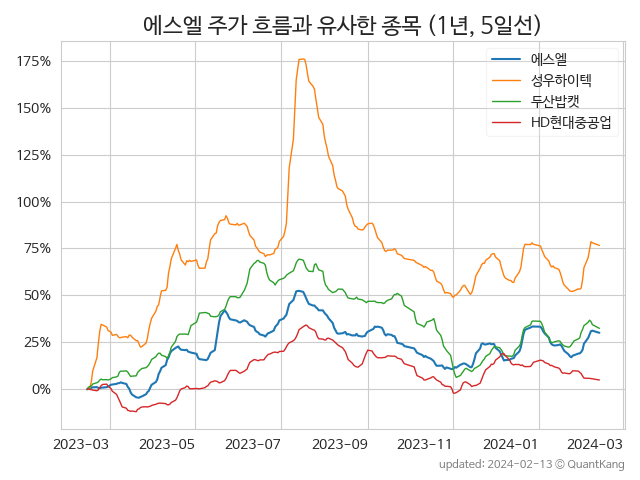 에스엘 주가 흐름과 유사한 종목 (1년, 5일선)
에스엘
성우하이텍
두산밥캣
HD현대중공업
175%
150%
125%
100%
75%
50%
25%
0%
2023-03 2023-05 2023-07 2023-09 2023-11 2024-01 2024-03
updated: 2024-02-13 © QuantKang